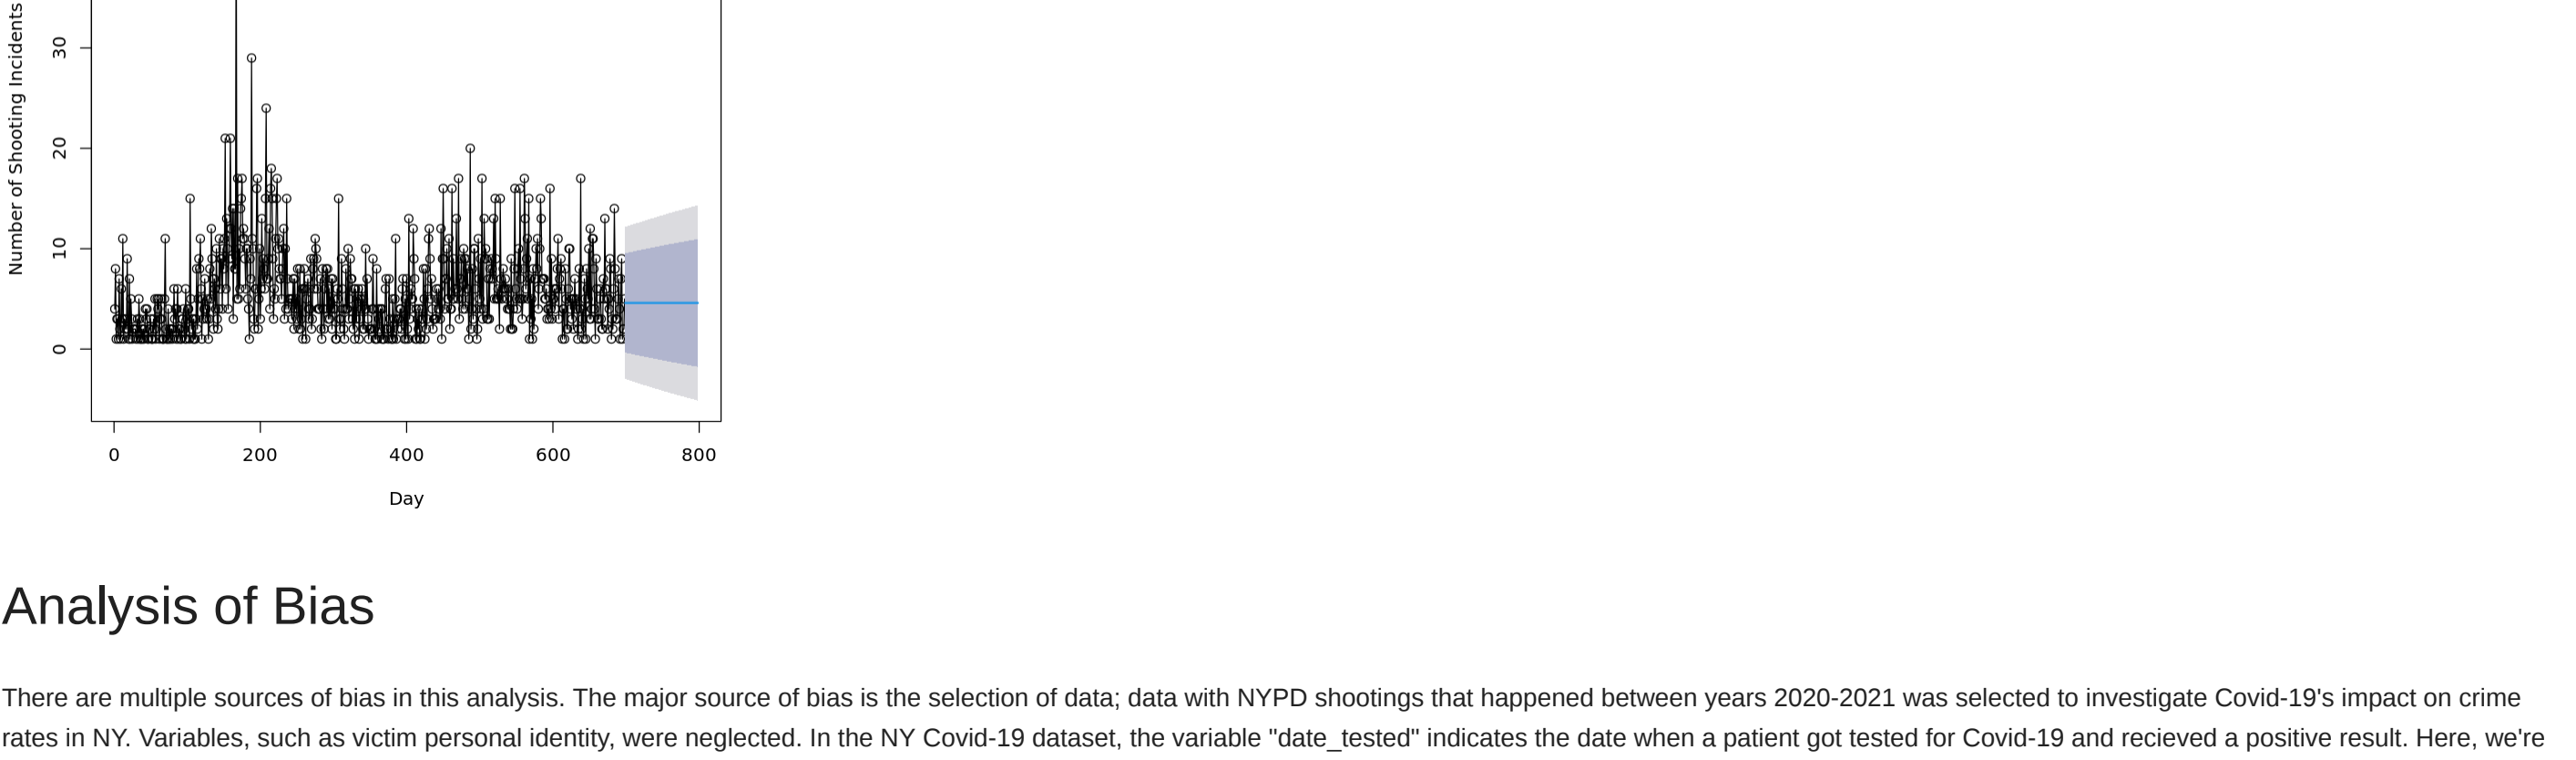 Number of Shooting Incidents
30
20
10
0
0 200 400 600 800
Day
Analysis of Bias
There are multiple sources of bias in this analysis. The major source of bias is the selection of data; data with NYPD shootings that happened between years 2020-2021 was selected to investigate Covid-19's impact on crime
rates in NY. Variables, such as victim personal identity, were neglected. In the NY Covid-19 dataset, the variable "date_tested" indicates the date when a patient got tested for Covid-19 and recieved a positive result. Here, we're